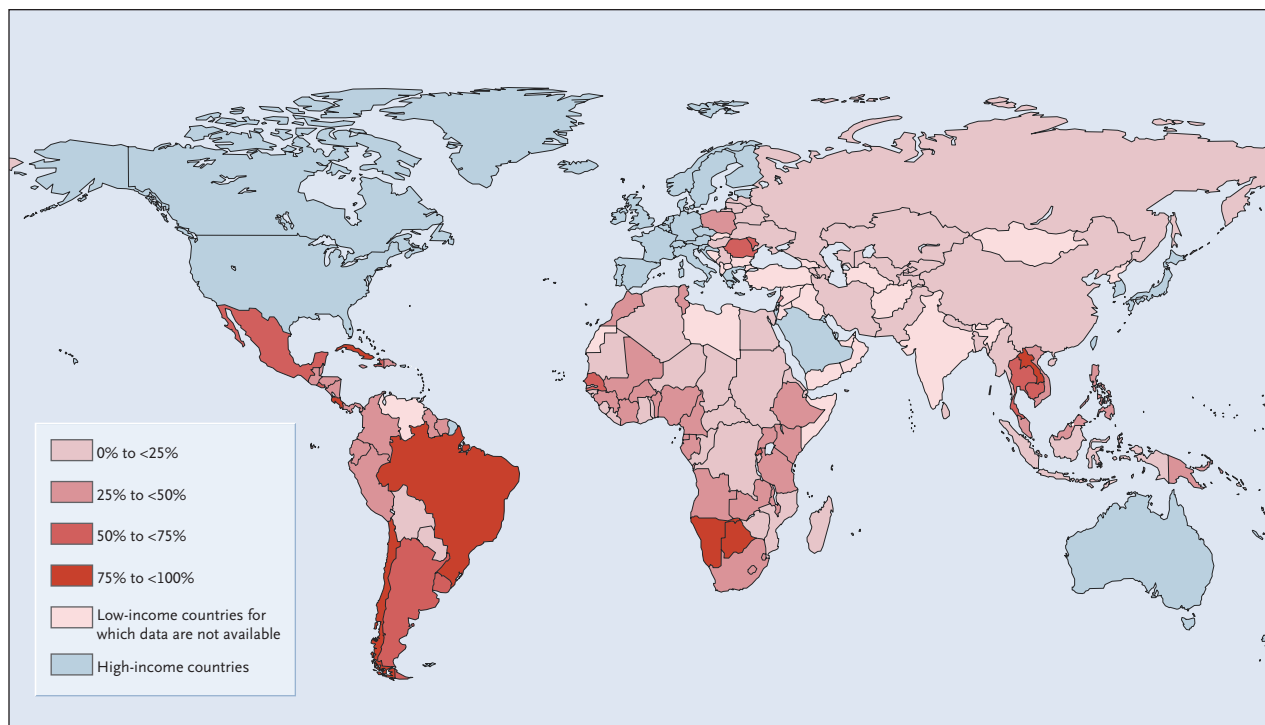 0% to <25%
25% to <50%
50% to <75%
75% to <100%
Low-income countries for
which data are not available
High-income countries